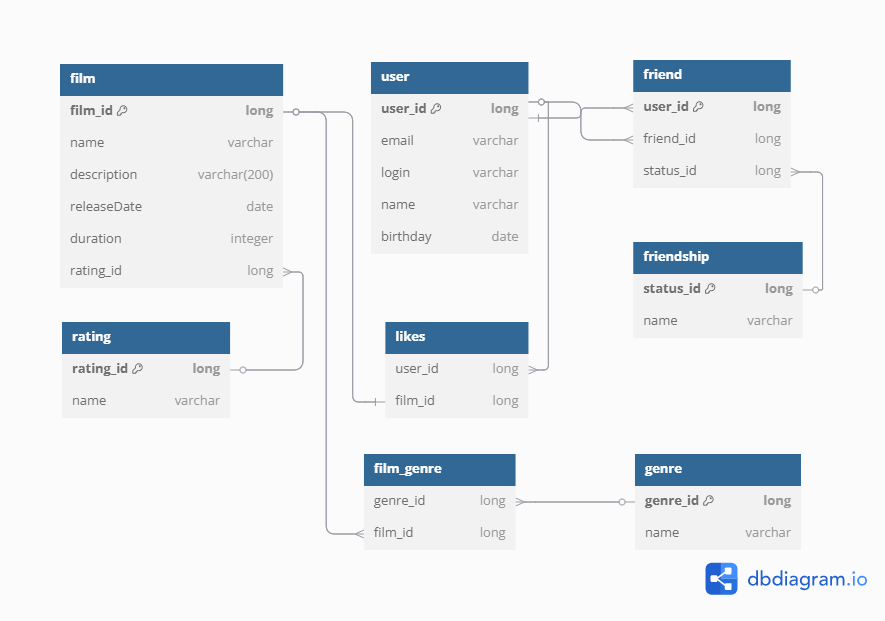 film
film_id long
name varchar
description varchar(200)
releaseDate date
duration integer
rating_id long
user
user_id long
email varchar
login varchar
name varchar
birthday date
friend
user_id long
friend_id long
status_id long
friendship
status_id long
name varchar
rating
rating_id long
name varchar
likes
user_id long
film_id long
film_genre
genre_id long
film_id long
genre
genre_id long
name varchar
dbdiagram.io